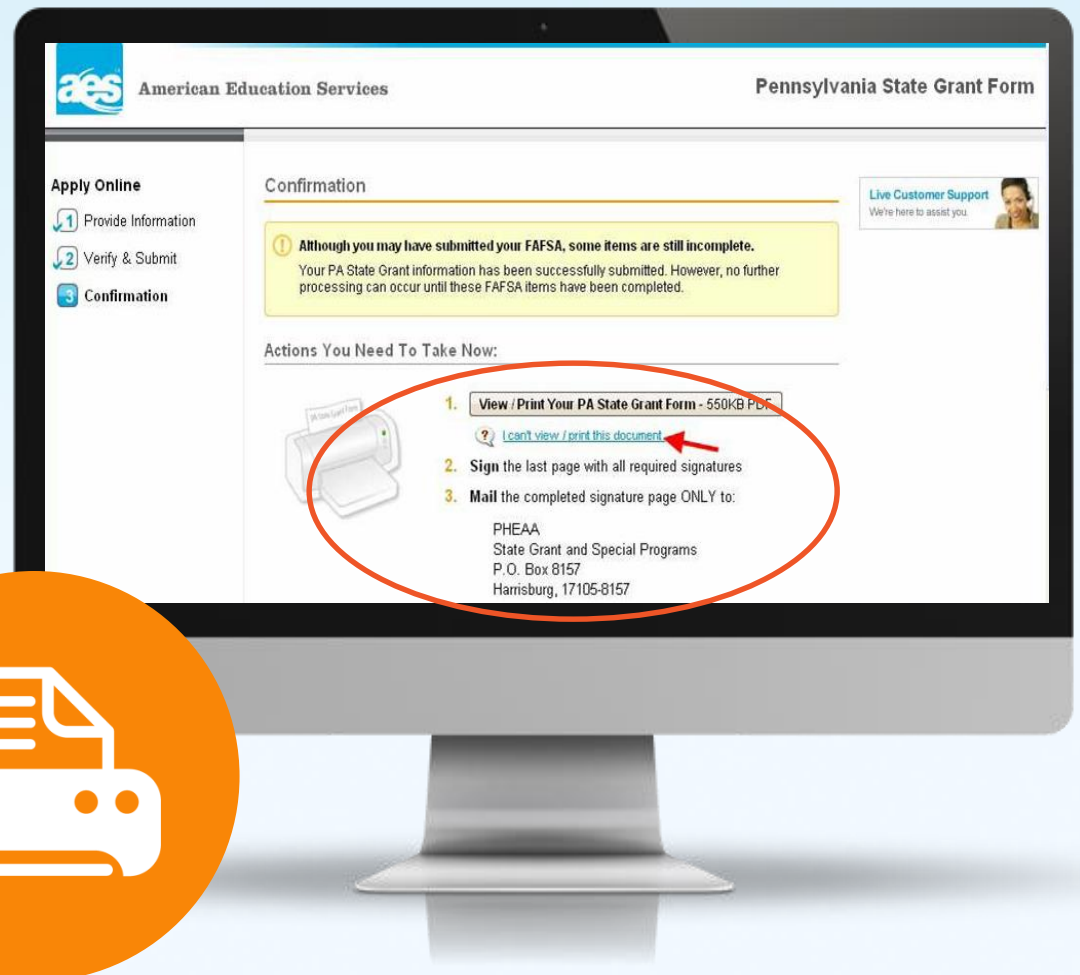 aes American Education Services
Pennsylvania State Grant Form
Apply Online
1 Provide Information
2 Verify & Submit
3 Confirmation
Confirmation
! Although you may have submitted your FAFSA, some items are still incomplete.
Your PA State Grant information has been successfully submitted. However, no further
processing can occur until these FAFSA items have been completed.
Live Customer Support
We're here to assist you.
Actions You Need To Take Now:
PA State Grant Form
1. View / Print Your PA State Grant Form - 550KB PDF
? I can't view / print this document
2. Sign the last page with all required signatures
3. Mail the completed signature page ONLY to:
PHEAA
State Grant and Special Programs
P.O. Box 8157
Harrisburg, 17105-8157